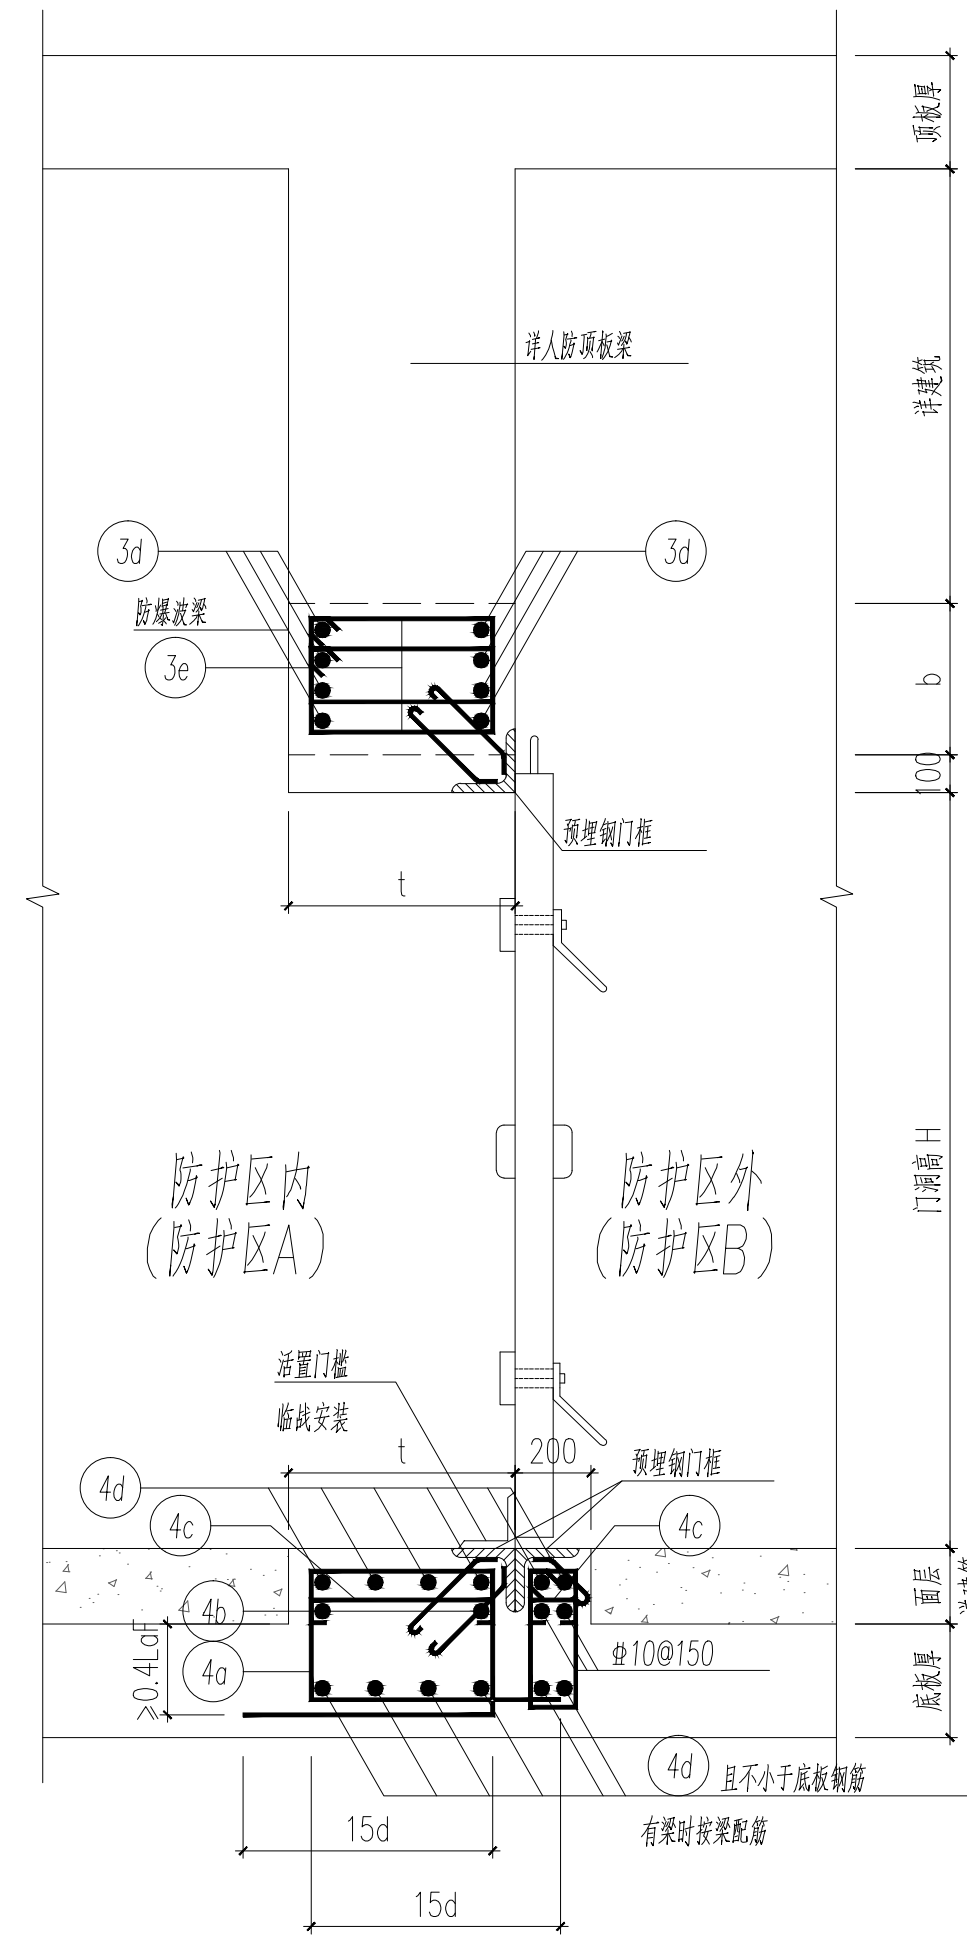 顶板厚
详人防顶板梁
详建筑
3d
3d
防爆波梁
3e
b
100
预埋钢门框
t
门洞高 H
防护区内
(防护区A)
防护区外
(防护区B)
活置门槛
临战安装
t
200
预埋钢门框
4d
4c
4c
面层
4b
≥0.4LaF
4a
Φ10@150
底板厚
4d
且不小于底板钢筋
有梁时按梁配筋
15d
15d